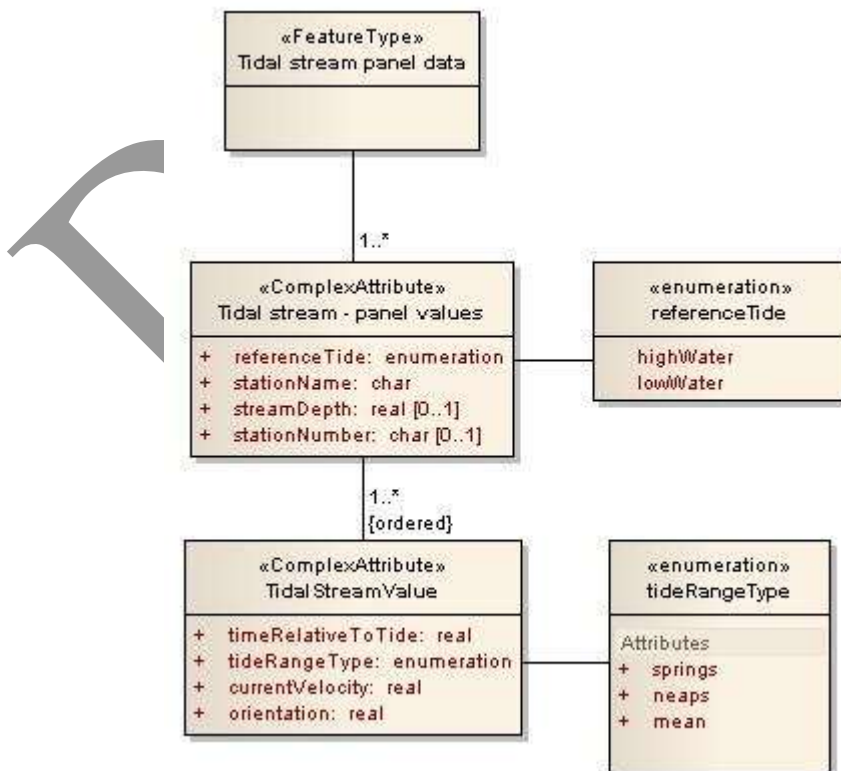 «FeatureType»
Tidal stream panel data
1..*
«ComplexAttribute»
Tidal stream - panel values
+ referenceTide: enumeration
+ stationName: char
+ streamDepth: real [0..1]
+ stationNumber: char [0..1]
«enumeration»
referenceTide
highWater
lowWater
1..*
{ordered}
«ComplexAttribute»
TidalStreamValue
+ timeRelativeToTide: real
+ tideRangeType: enumeration
+ currentVelocity: real
+ orientation: real
«enumeration»
tideRangeType
Attributes
+ springs
+ neaps
+ mean